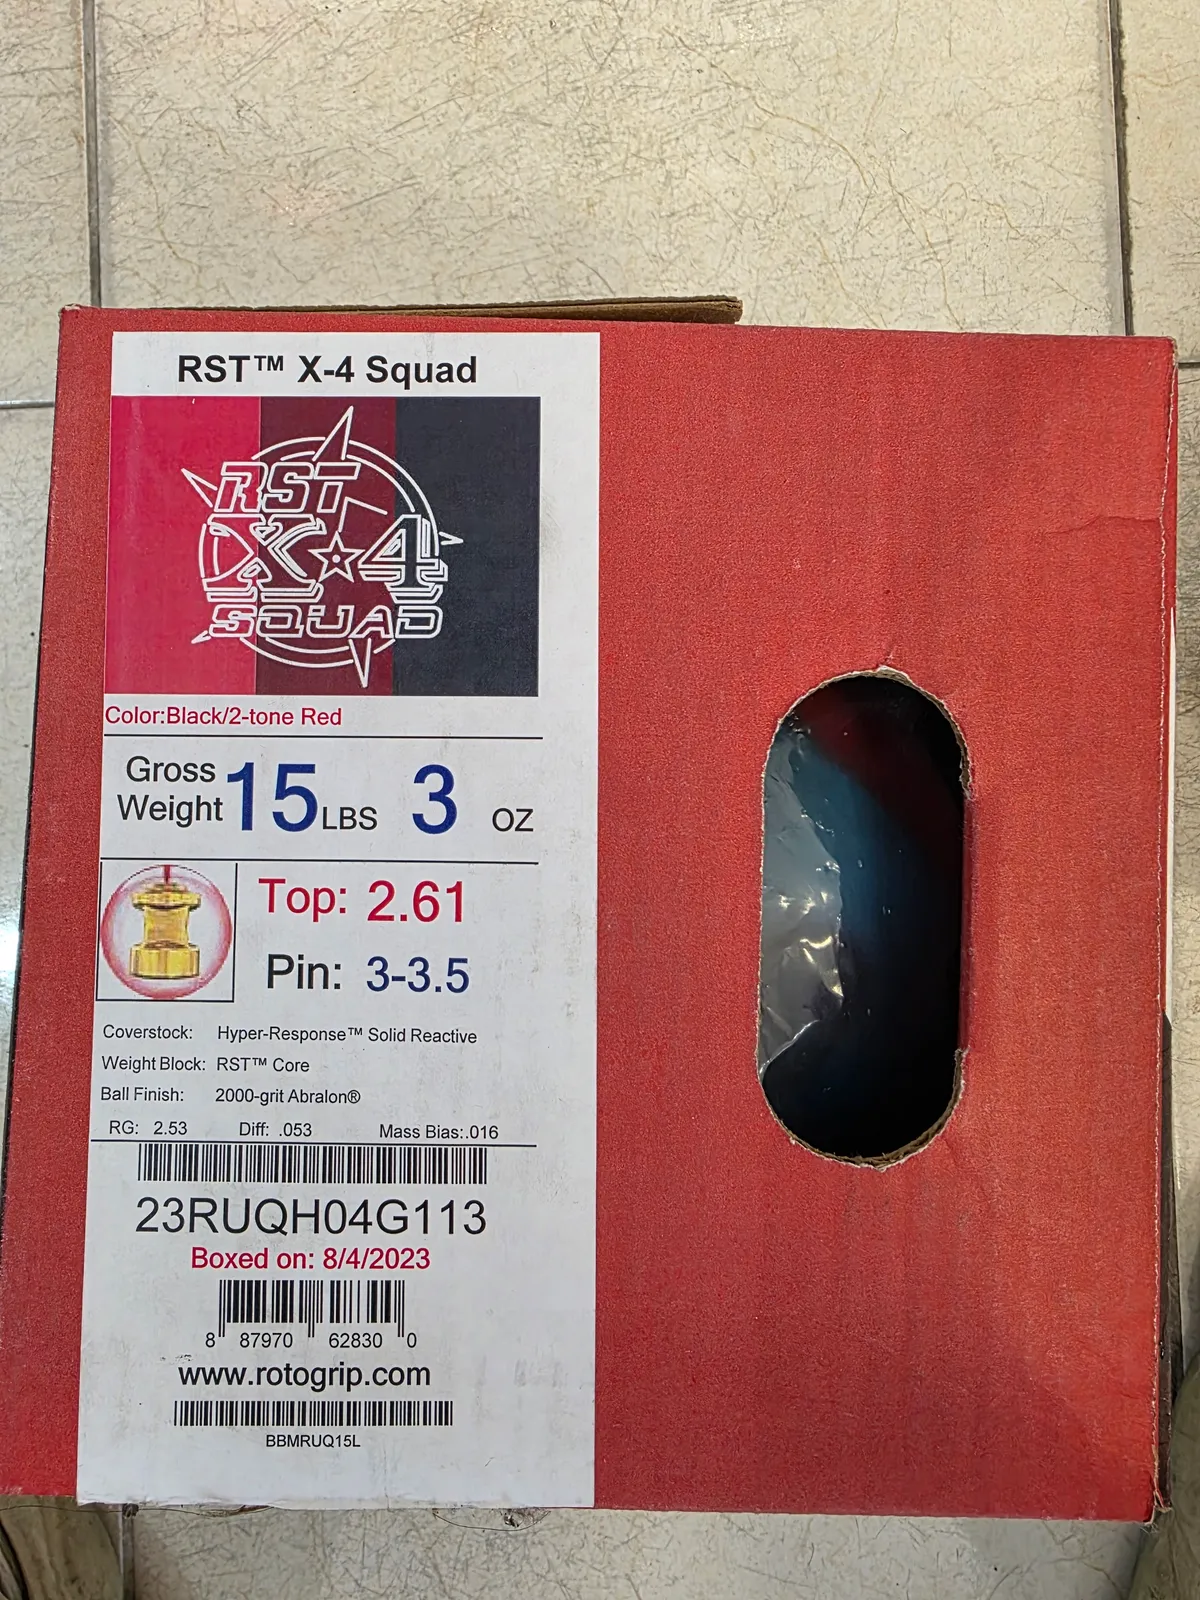 RST™ X-4 Squad
RST
X★4
SQUAD
Color:Black/2-tone Red
Gross Weight 15 LBS 3 OZ
Top: 2.61
Pin: 3-3.5
Coverstock: Hyper-Response™ Solid Reactive
Weight Block: RST™ Core
Ball Finish: 2000-grit Abralon®
RG: 2.53 Diff: .053 Mass Bias:.016
23RUQH04G113
Boxed on: 8/4/2023
8 87970 62830 0
www.rotogrip.com
BBMRUQ15L